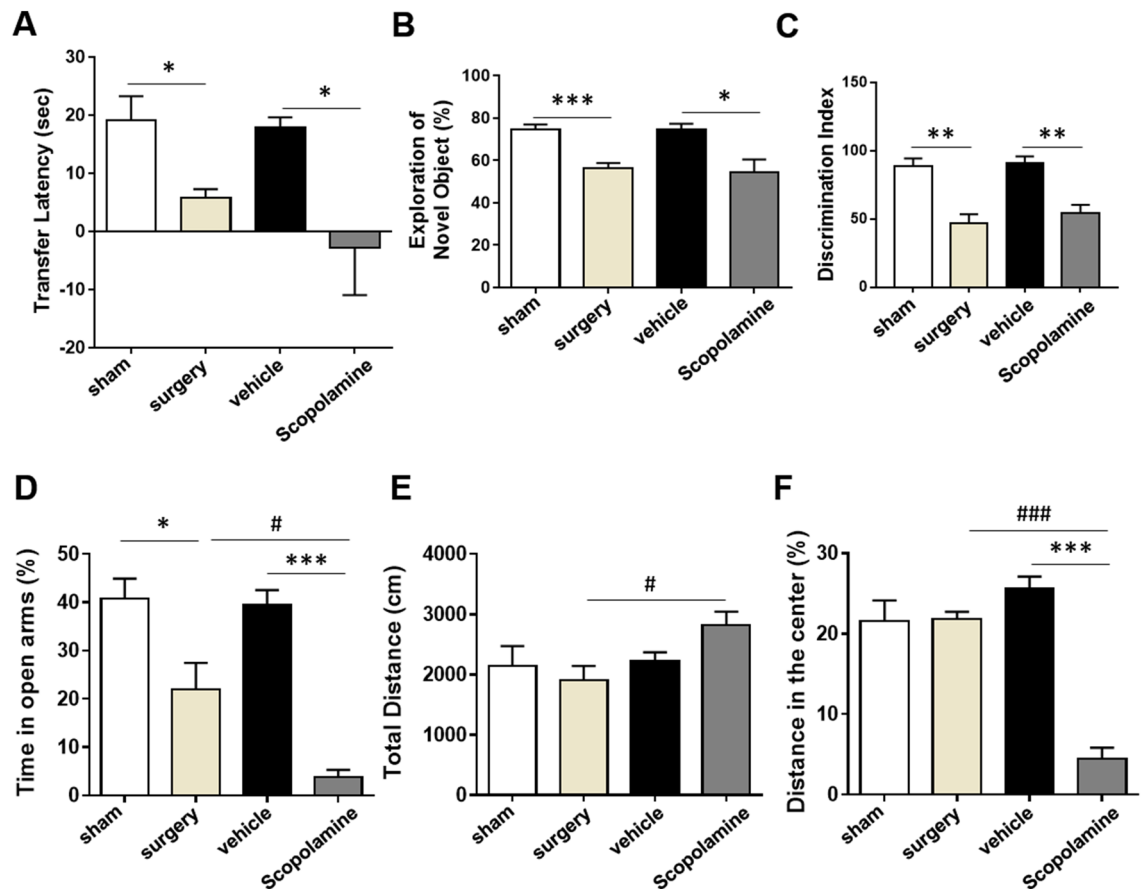 A
Transfer Latency (sec)
30
20
10
0
-10
-20
*
*
sham
surgery
vehicle
Scopolamine
B
Exploration of
Novel Object (%)
100
80
60
40
20
0
***
*
sham
surgery
vehicle
Scopolamine
C
Discrimination Index
150
100
50
0
**
**
sham
surgery
vehicle
Scopolamine
D
Time in open arms (%)
50
40
30
20
10
0
*
#
***
sham
surgery
vehicle
Scopolamine
E
Total Distance (cm)
4000
3000
2000
1000
0
#
sham
surgery
vehicle
Scopolamine
F
Distance in the center (%)
30
20
10
0
###
***
sham
surgery
vehicle
Scopolamine